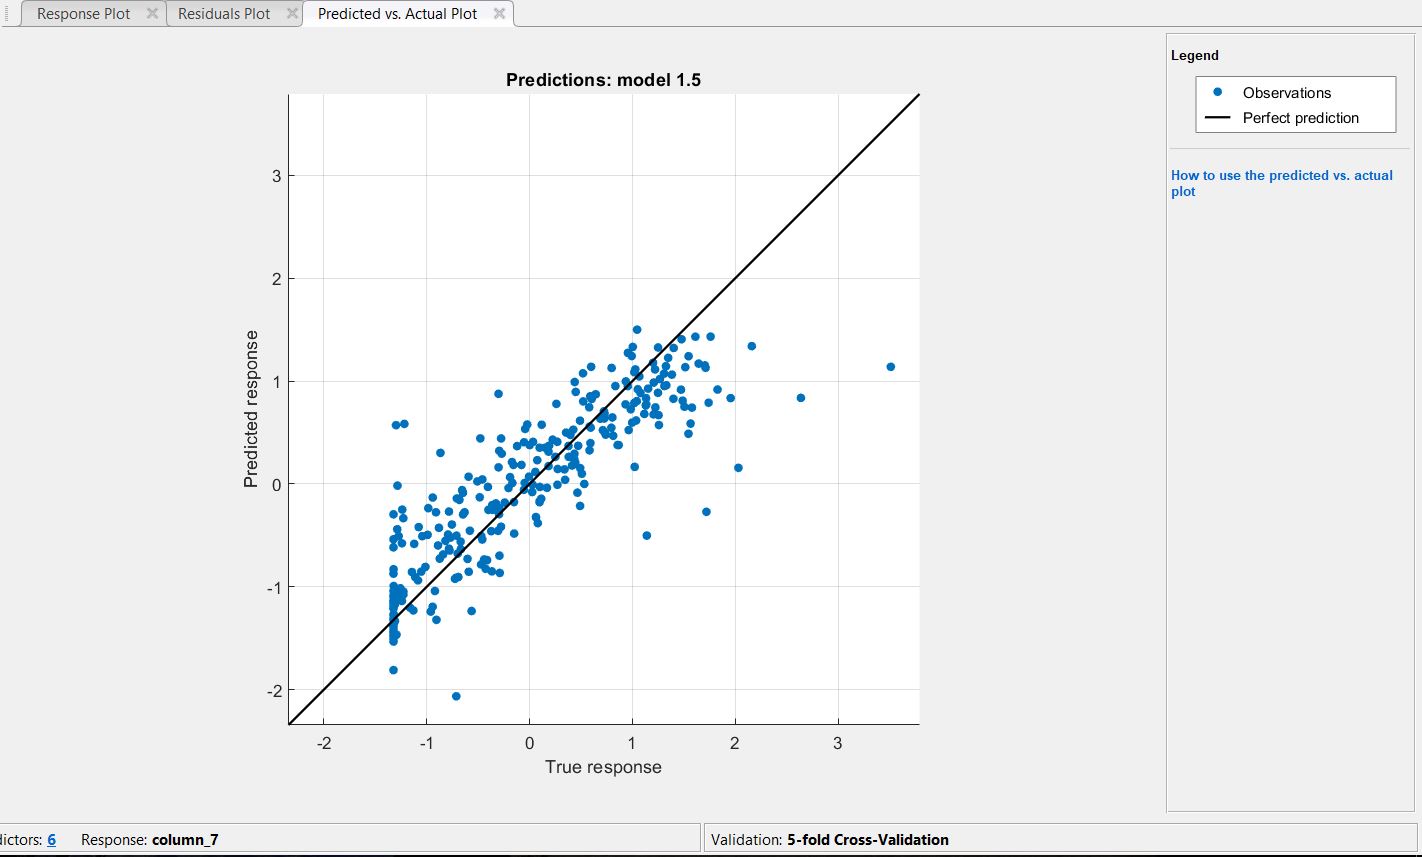 Response Plot
Residuals Plot
Predicted vs. Actual Plot
Predictions: model 1.5
Legend
Observations
Perfect prediction
How to use the predicted vs. actual
plot
3
2
1
0
-1
-2
Predicted response
-2 -1 0 1 2 3
True response
ictors: 6 Response: column_7
Validation: 5-fold Cross-Validation